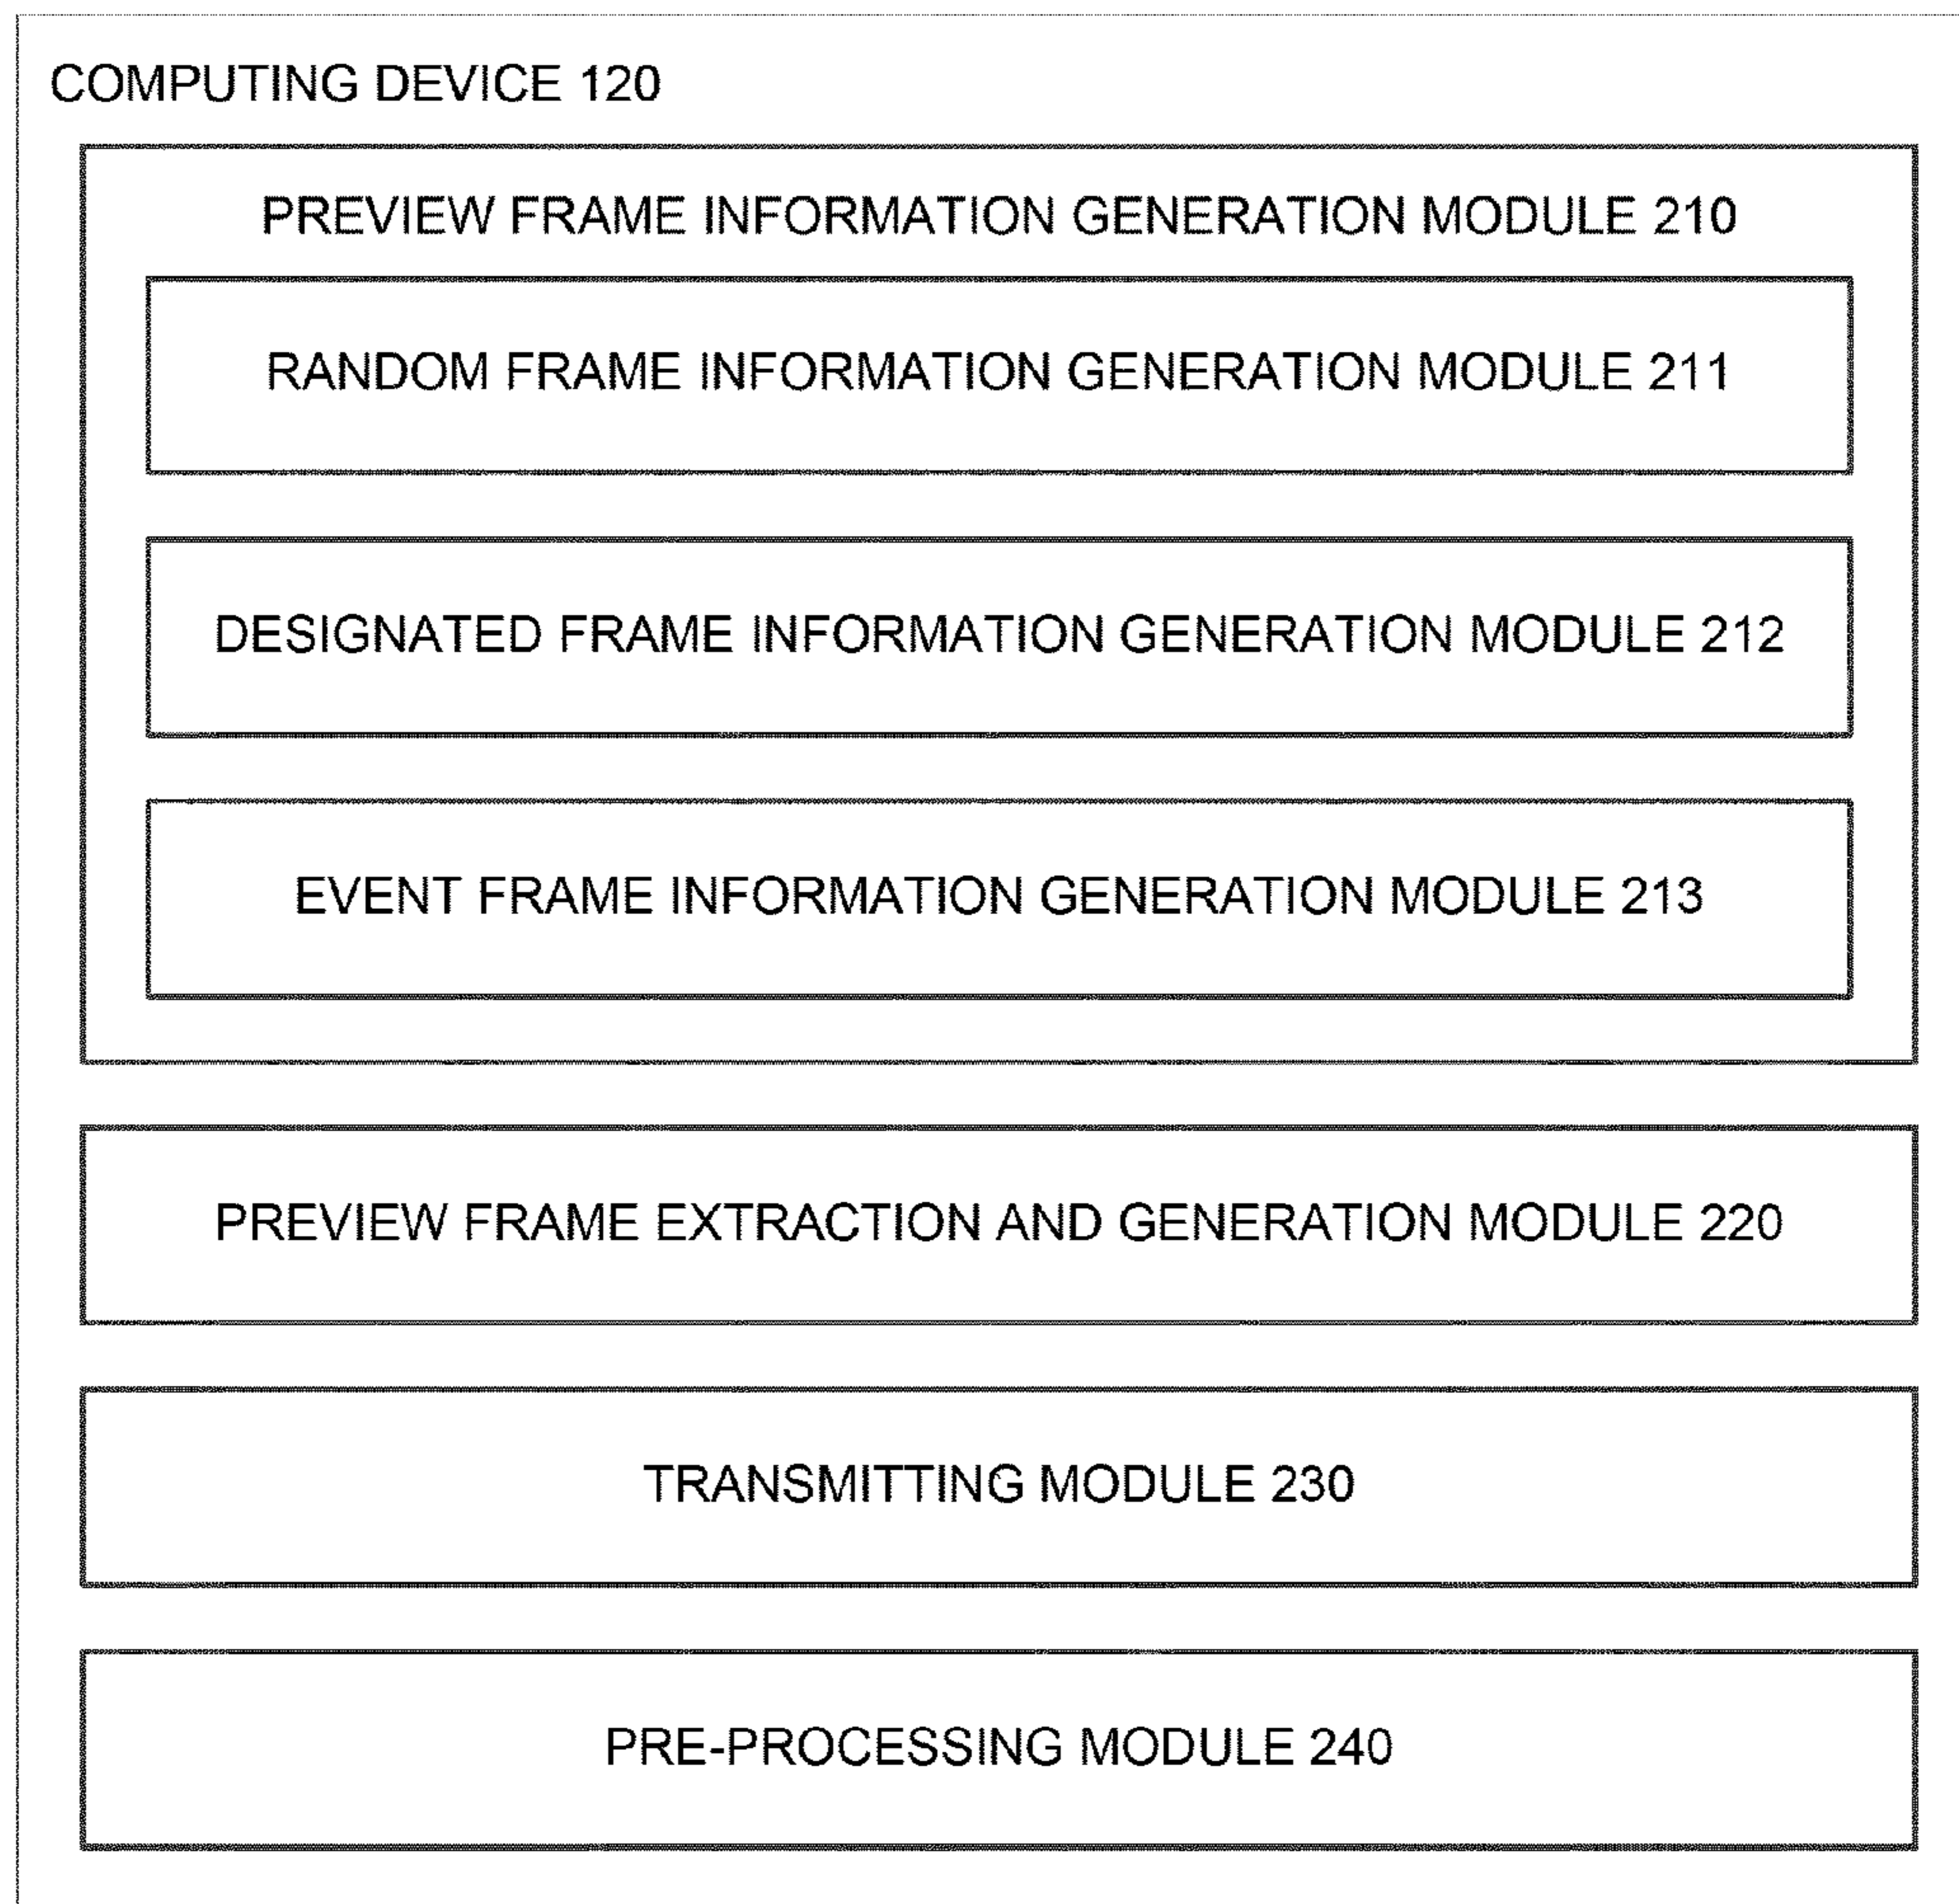 COMPUTING DEVICE 120
PREVIEW FRAME INFORMATION GENERATION MODULE 210
RANDOM FRAME INFORMATION GENERATION MODULE 211
DESIGNATED FRAME INFORMATION GENERATION MODULE 212
EVENT FRAME INFORMATION GENERATION MODULE 213
PREVIEW FRAME EXTRACTION AND GENERATION MODULE 220
TRANSMITTING MODULE 230
PRE-PROCESSING MODULE 240